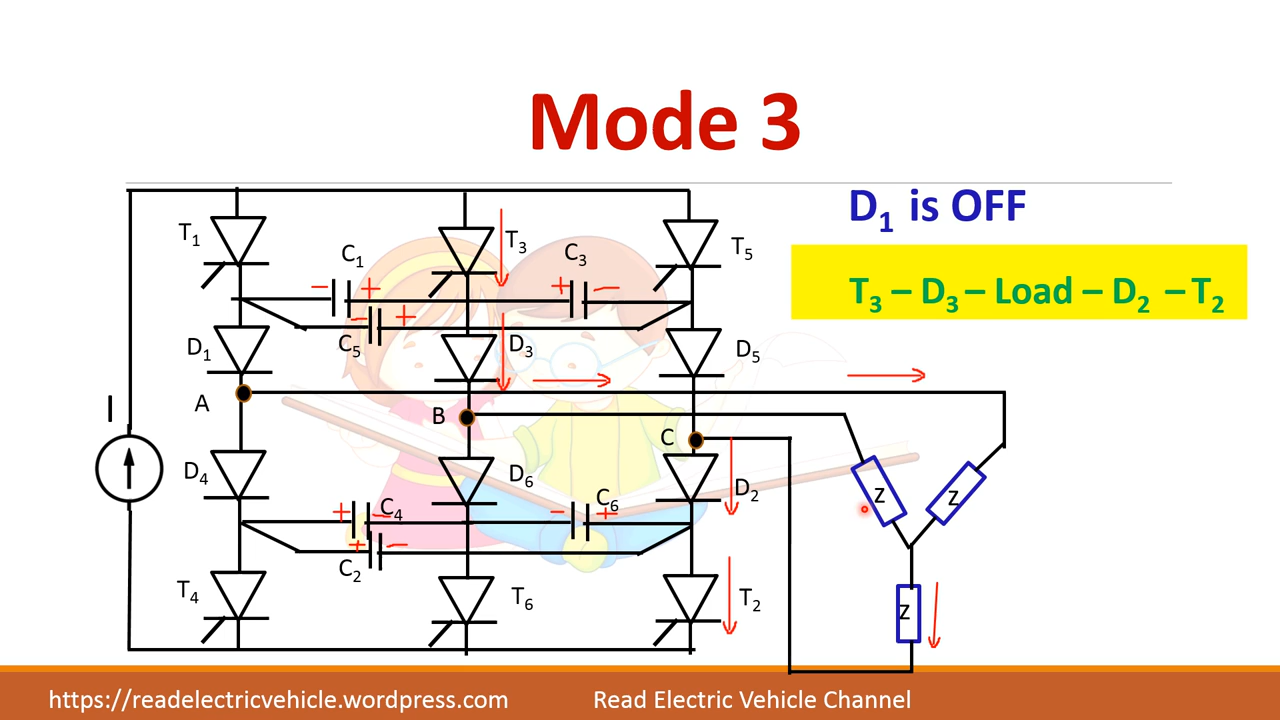 Mode 3
D₁ is OFF
T₃ – D₃ – Load – D₂ – T₂
T₁
T₃
T₅
C₁
C₃
+
–
+
–
+
–
C₅
D₁
D₃
D₅
A
B
C
I
D₄
D₆
D₂
C₄
C₆
+
–
–
+
+
–
C₂
T₄
T₆
T₂
Z
Z
Z
https://readelectricvehicle.wordpress.com
Read Electric Vehicle Channel